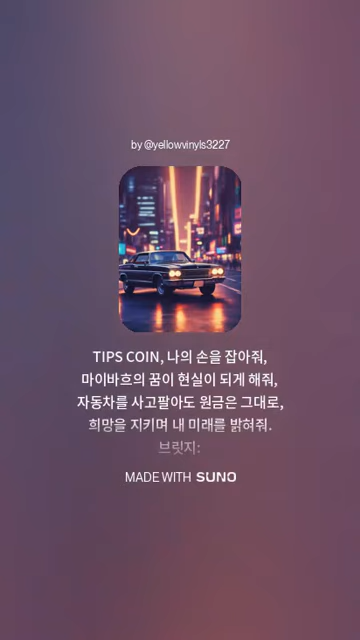 by @yellowvinyls3227
TIPS COIN, 나의 손을 잡아줘,
마이바흐의 꿈이 현실이 되게 해줘,
자동차를 사고팔아도 원금은 그대로,
희망을 지키며 내 미래를 밝혀줘.
브릿지:
MADE WITH SUNO